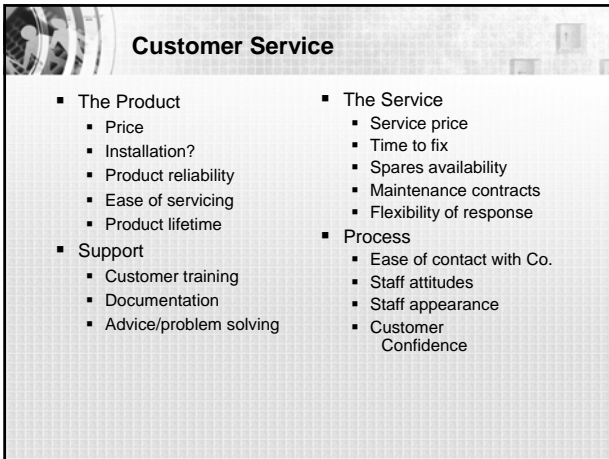 Customer Service
▪ The Product
▪ Price
▪ Installation?
▪ Product reliability
▪ Ease of servicing
▪ Product lifetime
▪ Support
▪ Customer training
▪ Documentation
▪ Advice/problem solving
▪ The Service
▪ Service price
▪ Time to fix
▪ Spares availability
▪ Maintenance contracts
▪ Flexibility of response
▪ Process
▪ Ease of contact with Co.
▪ Staff attitudes
▪ Staff appearance
▪ Customer
Confidence